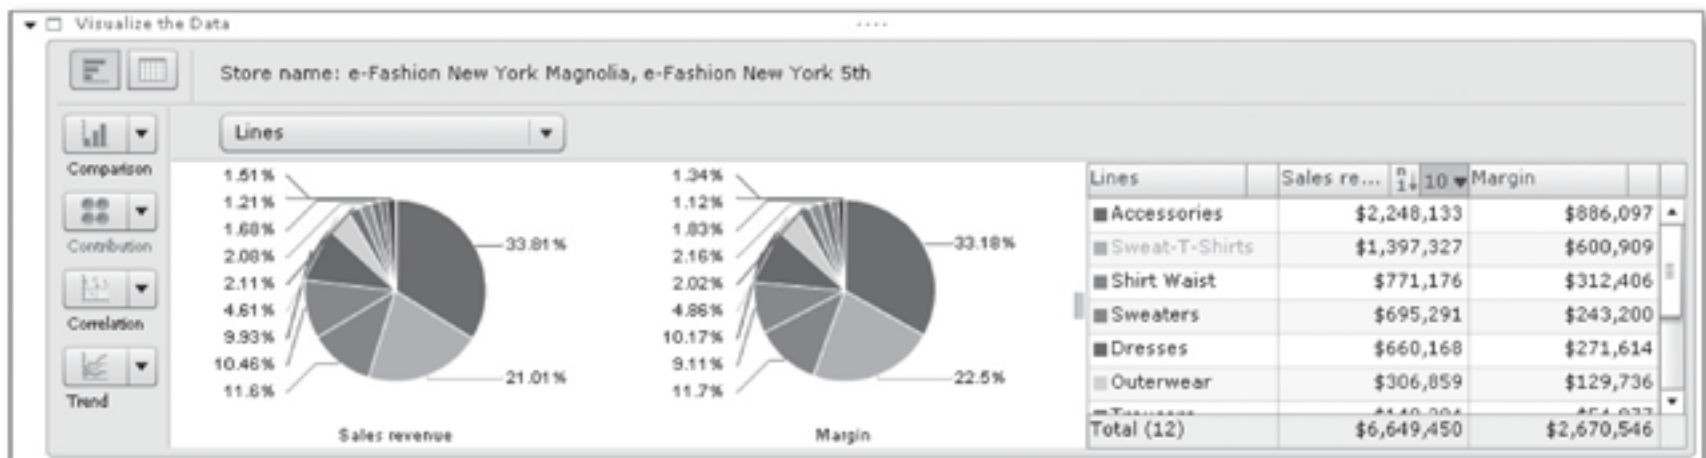 Visualize the Data
Store name: e-Fashion New York Magnolia, e-Fashion New York 5th
Comparison
Contribution
Correlation
Trend
Lines
1.51%
1.21%
1.68%
2.08%
2.11%
4.61%
9.93%
10.46%
11.6%
33.81%
21.01%
Sales revenue
1.34%
1.12%
1.83%
2.16%
2.02%
4.86%
10.17%
9.11%
11.7%
33.18%
22.5%
Margin
Lines Sales re... 10 Margin
Accessories $2,248,133 $886,097
Sweat-T-Shirts $1,397,327 $600,909
Shirt Waist $771,176 $312,406
Sweaters $695,291 $243,200
Dresses $660,168 $271,614
Outerwear $306,859 $129,736
Total (12) $6,649,450 $2,670,546